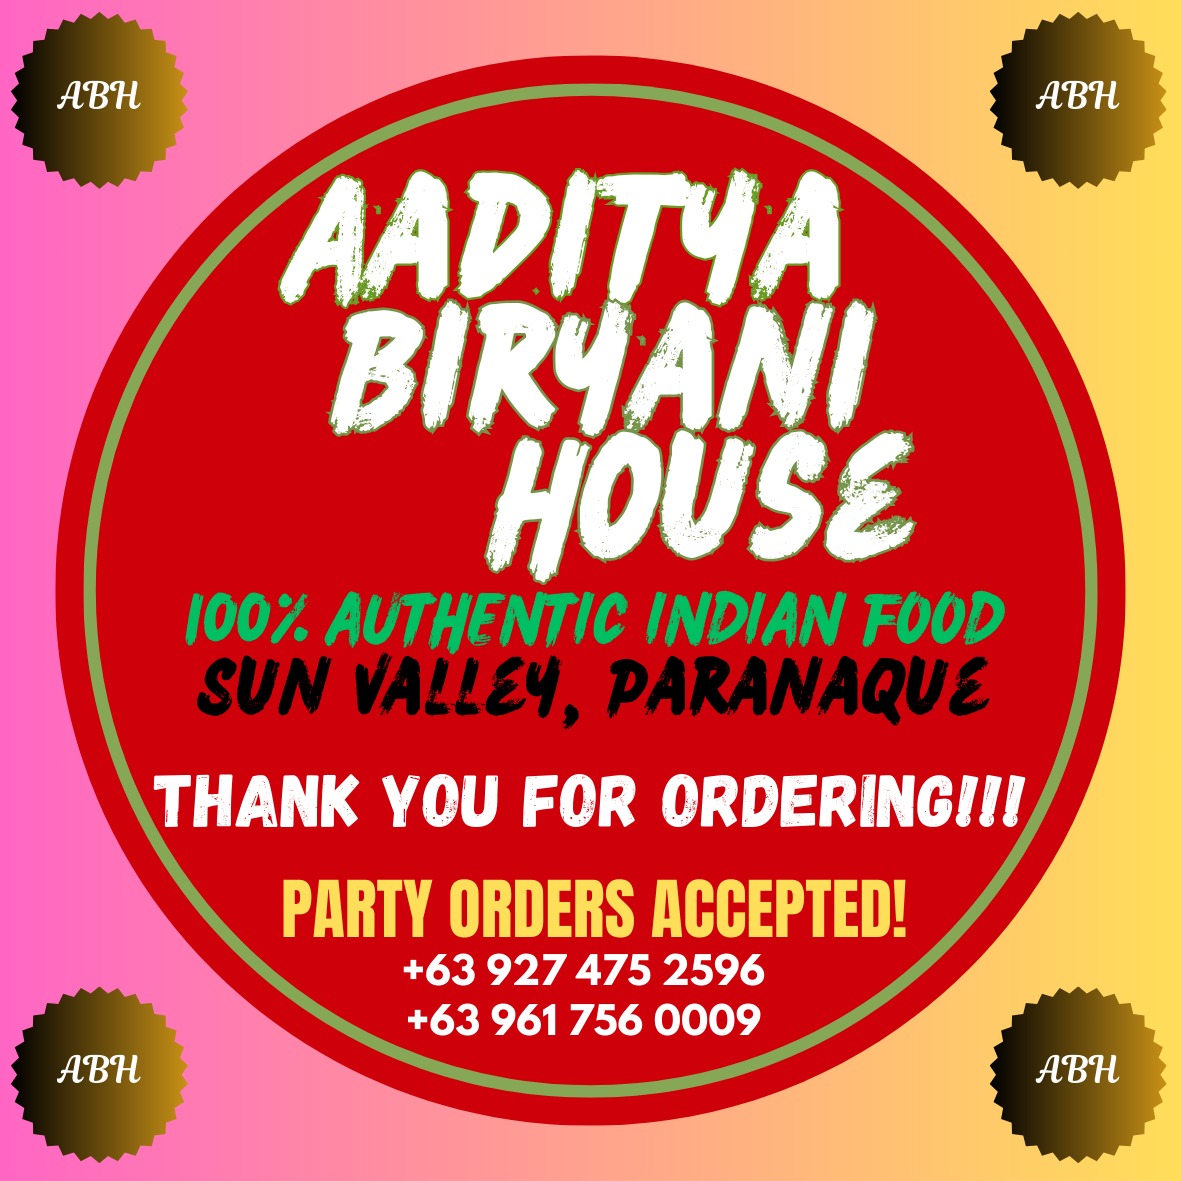 ABH
ABH
AADITYA
BIRYANI
HOUSE
100% AUTHENTIC INDIAN FOOD
SUN VALLEY, PARANAQUE
THANK YOU FOR ORDERING!!!
PARTY ORDERS ACCEPTED!
+63 927 475 2596
+63 961 756 0009
ABH
ABH